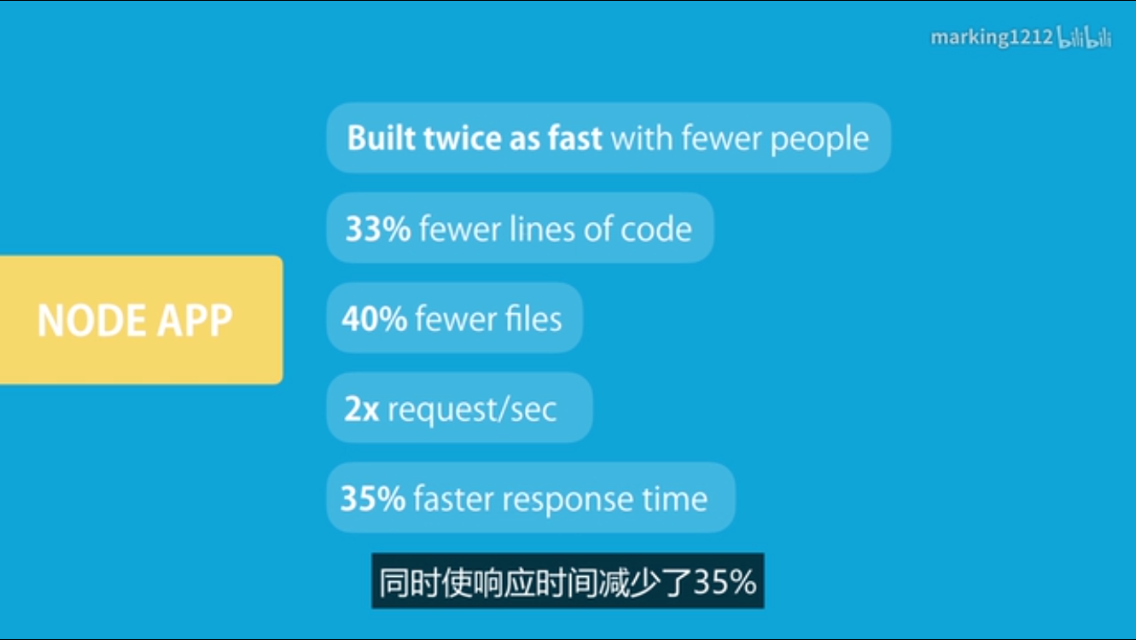 marking1212 bilibili
Built twice as fast with fewer people
33% fewer lines of code
NODE APP
40% fewer files
2x request/sec
35% faster response time
同时使响应时间减少了35%